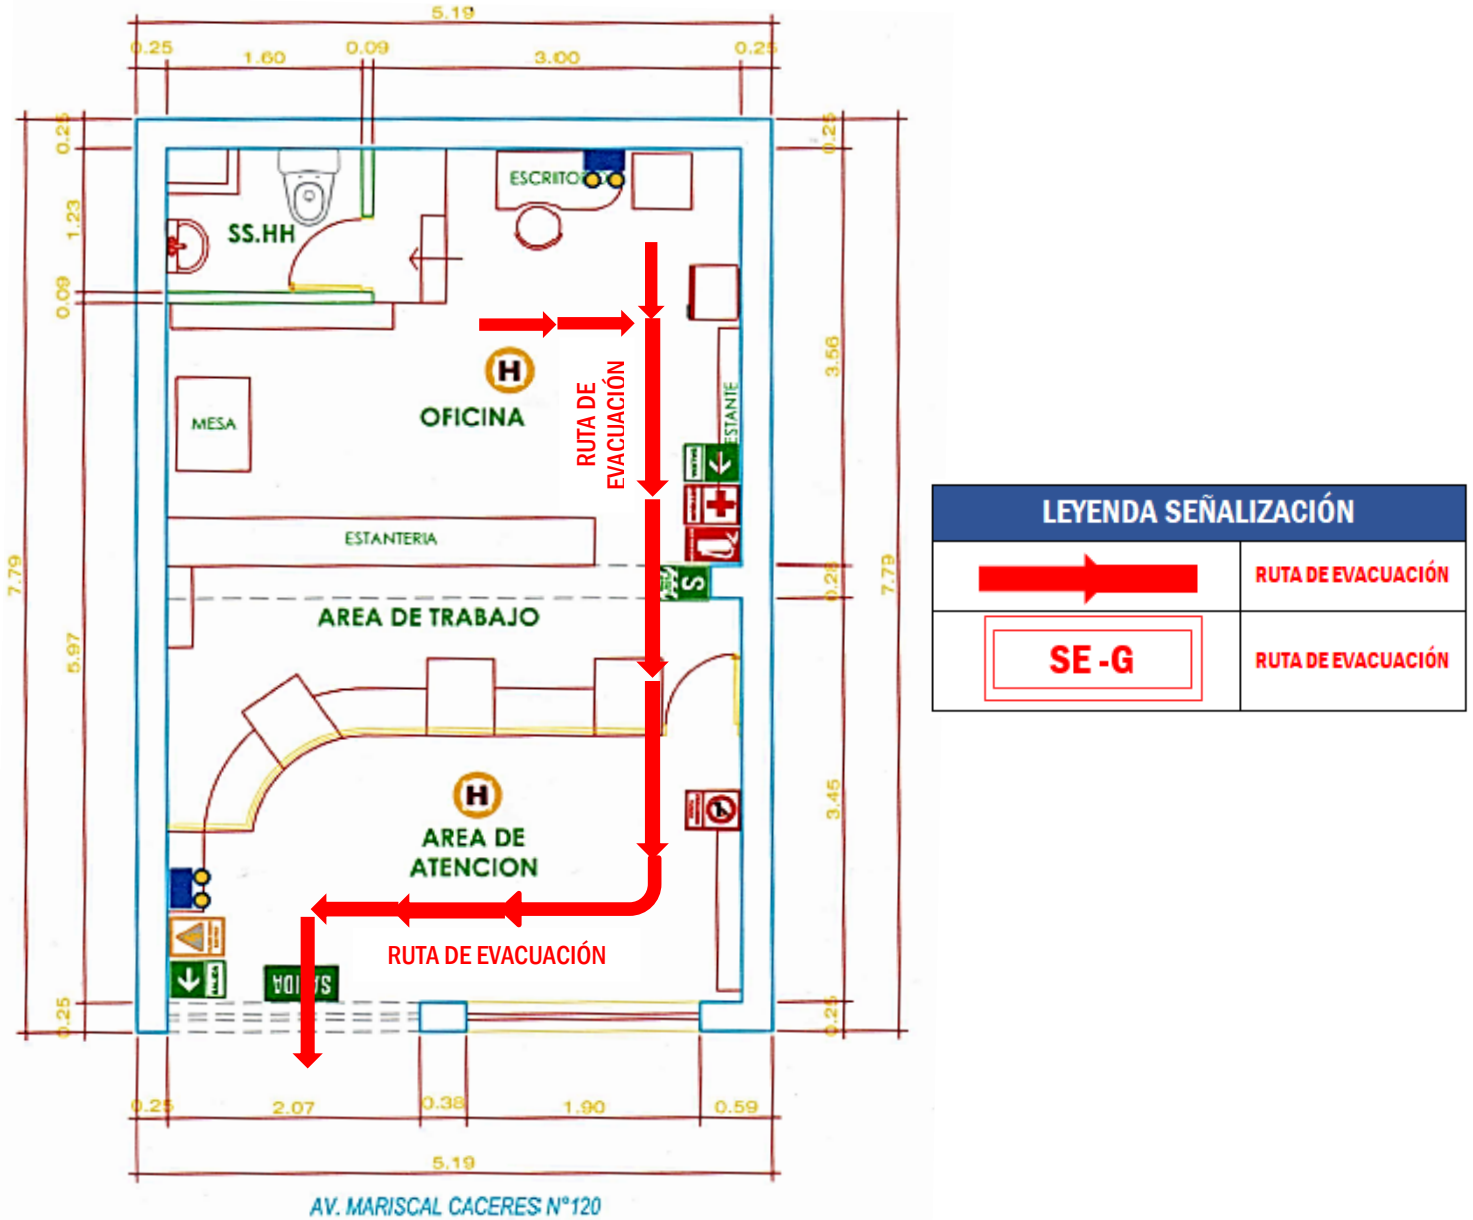 5.19
0.25
1.60
0.09
3.00
0.25
0.25
0.25
1.23
0.09
7.79
5.97
0.25
ESCRITO
SS.HH
H
OFICINA
MESA
RUTA DE
EVACUACIÓN
ESTANTE
3.56
ESTANTERIA
S
0.28
7.79
AREA DE TRABAJO
H
AREA DE
ATENCION
3.45
RUTA DE EVACUACIÓN
SALIDA
0.25
0.25
2.07
0.38
1.90
0.59
5.19
AV. MARISCAL CACERES N°120
LEYENDA SEÑALIZACIÓN
RUTA DE EVACUACIÓN
SE -G
RUTA DE EVACUACIÓN